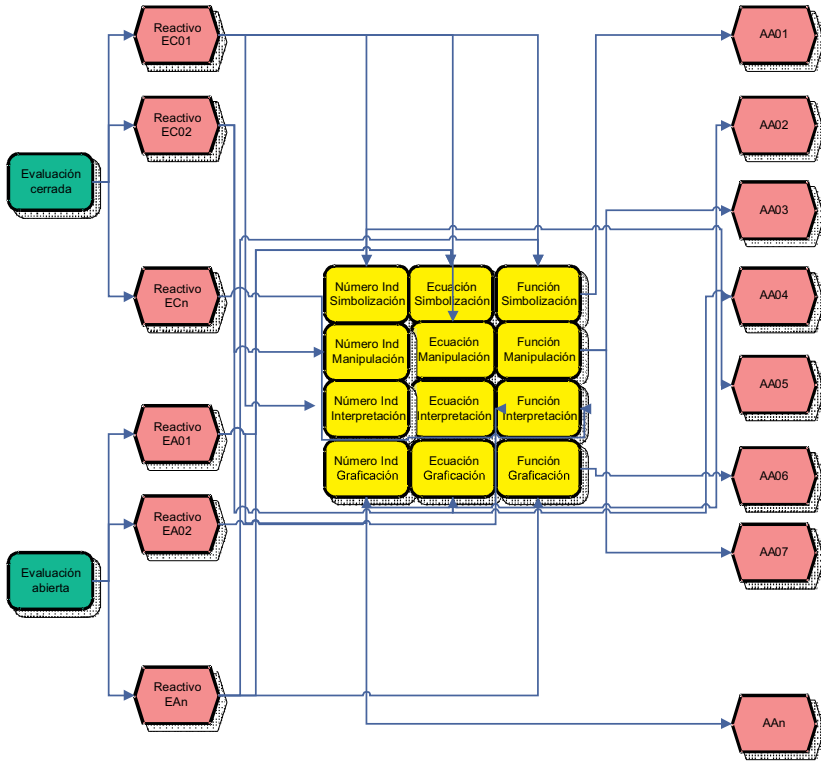 Reactivo
EC01
AA01
Reactivo
EC02
AA02
Evaluación
cerrada
AA03
Reactivo
ECn
Número Ind
Simbolización
Ecuación
Simbolización
Función
Simbolización
AA04
Número Ind
Manipulación
Ecuación
Manipulación
Función
Manipulación
AA05
Número Ind
Interpretación
Ecuación
Interpretación
Función
Interpretación
Reactivo
EA01
Número Ind
Graficación
Ecuación
Graficación
Función
Graficación
AA06
Reactivo
EA02
AA07
Evaluación
abierta
Reactivo
EAn
AAn